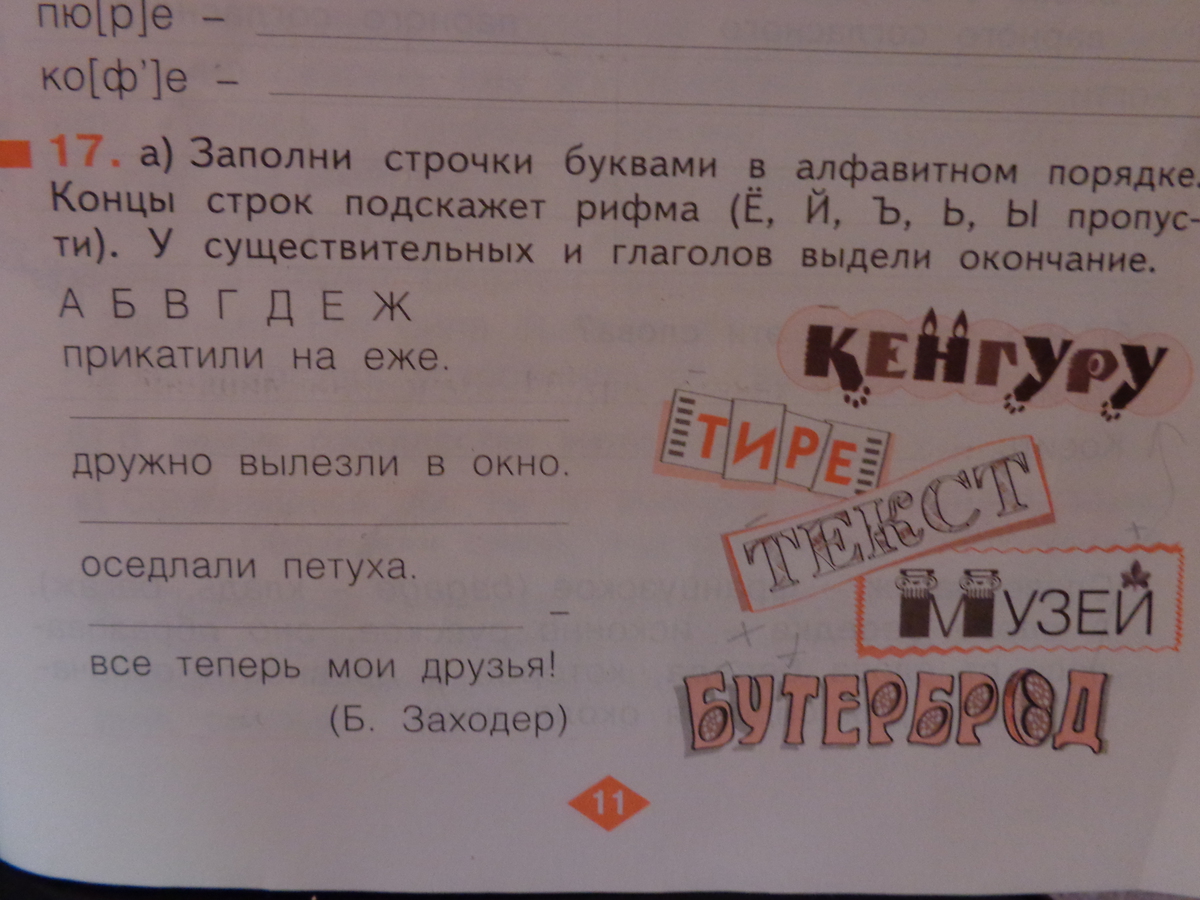 пю[р]е –
ко[ф']е –
17. а) Заполни строчки буквами в алфавитном порядке.
Концы строк подскажет рифма (Ё, Й, Ъ, Ь, Ы пропус-
ти). У существительных и глаголов выдели окончание.
А Б В Г Д Е Ж
прикатили на еже.
дружно вылезли в окно.
оседлали петуха.
–
все теперь мои друзья!
(Б. Заходер)
КЕНГУРУ
ТИРЕ
ТЕКСТ
МУЗЕЙ
БУТЕРБРОД
11